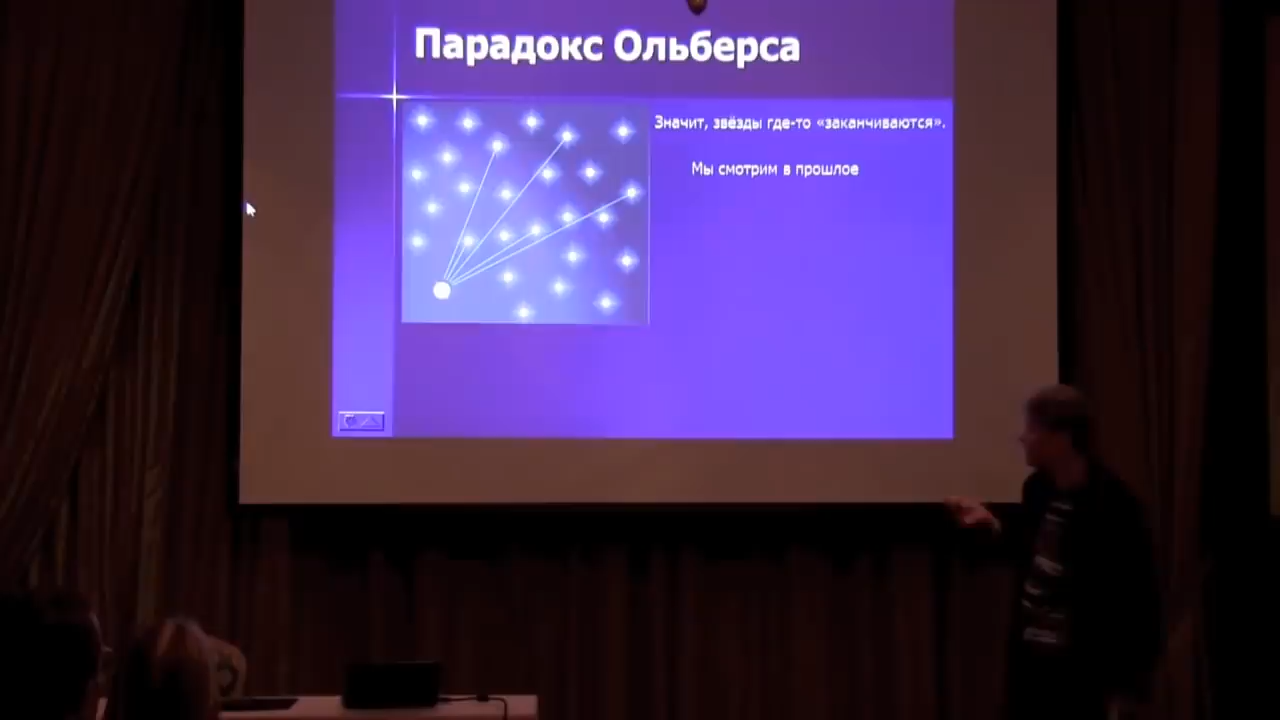 Парадокс Ольберса
Значит, звёзды где-то «заканчиваются».
Мы смотрим в прошлое